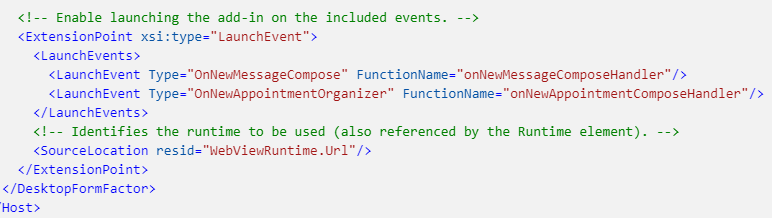 <!-- Enable launching the add-in on the included events. -->
<ExtensionPoint xsi:type="LaunchEvent">
<LaunchEvents>
<LaunchEvent Type="OnNewMessageCompose" FunctionName="onNewMessageComposeHandler"/>
<LaunchEvent Type="OnNewAppointmentOrganizer" FunctionName="onNewAppointmentComposeHandler"/>
</LaunchEvents>
<!-- Identifies the runtime to be used (also referenced by the Runtime element). -->
<SourceLocation resid="WebViewRuntime.Url"/>
</ExtensionPoint>
</DesktopFormFactor>
/Host>